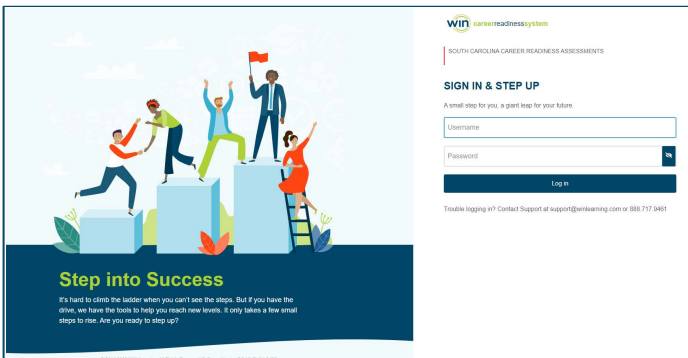 win careerreadinesssystem
SOUTH CAROLINA CAREER READINESS ASSESSMENTS
SIGN IN & STEP UP
A small step for you, a giant leap for your future.
Username
Password
Log in
Trouble logging in? Contact Support at support@winlearning.com or 888.717.9461
Step into Success
It's hard to climb the ladder when you can't see the steps. But if you have the
drive, we have the tools to help you reach new levels. It only takes a few small
steps to rise. Are you ready to step up?